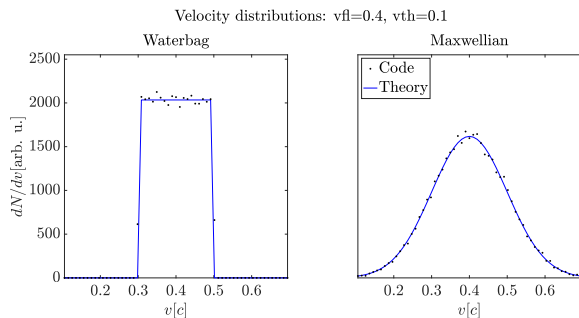 Velocity distributions: vfl=0.4, vth=0.1
Waterbag
Maxwellian
2500
2000
1500
1000
500
0
dN/dv[arb. u.]
0.2 0.3 0.4 0.5 0.6
v[c]
Code
Theory
0.2 0.3 0.4 0.5 0.6
v[c]